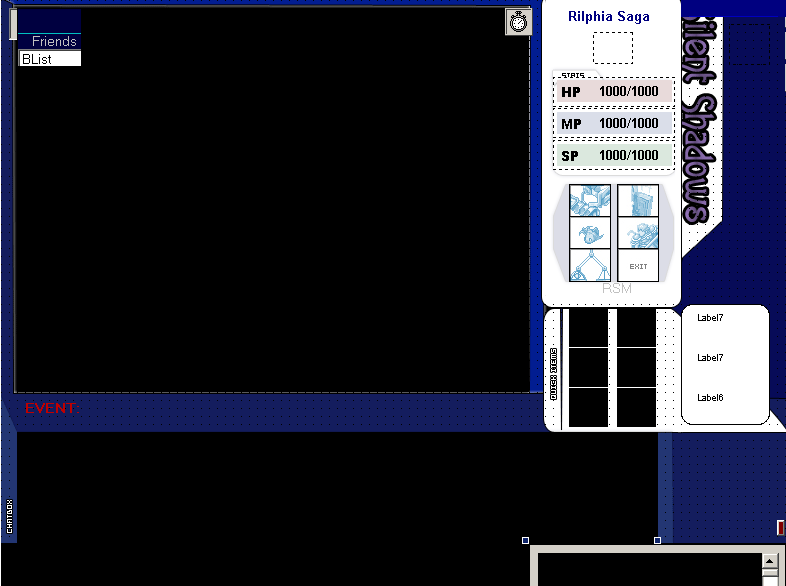 Rilphia Saga
Friends
BList
STATS
HP 1000/1000
MP 1000/1000
SP 1000/1000
Silent Shadows
EXIT
RSM
QUICK ITEMS
Label7
Label7
Label6
EVENT:
CHATBOX